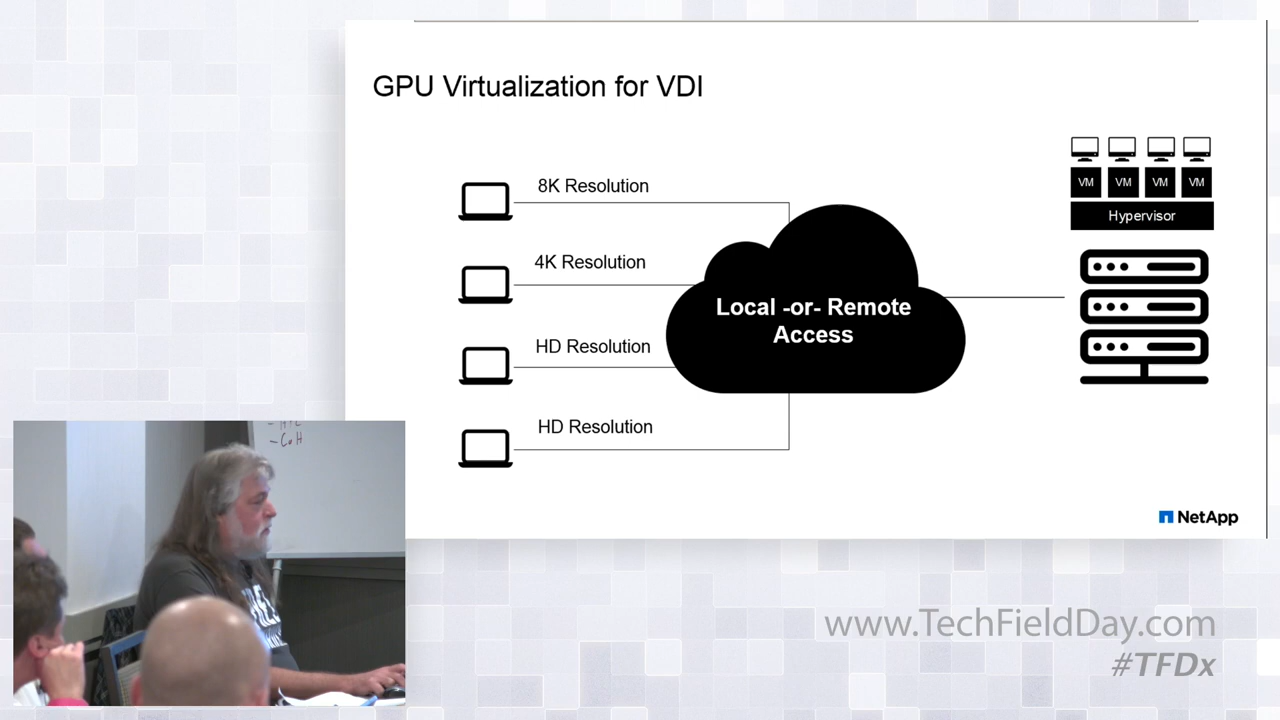 GPU Virtualization for VDI
8K Resolution
4K Resolution
HD Resolution
HD Resolution
Local -or- Remote
Access
VM VM VM VM
Hypervisor
NetApp
- CoH
www.TechFieldDay.com
#TFDx